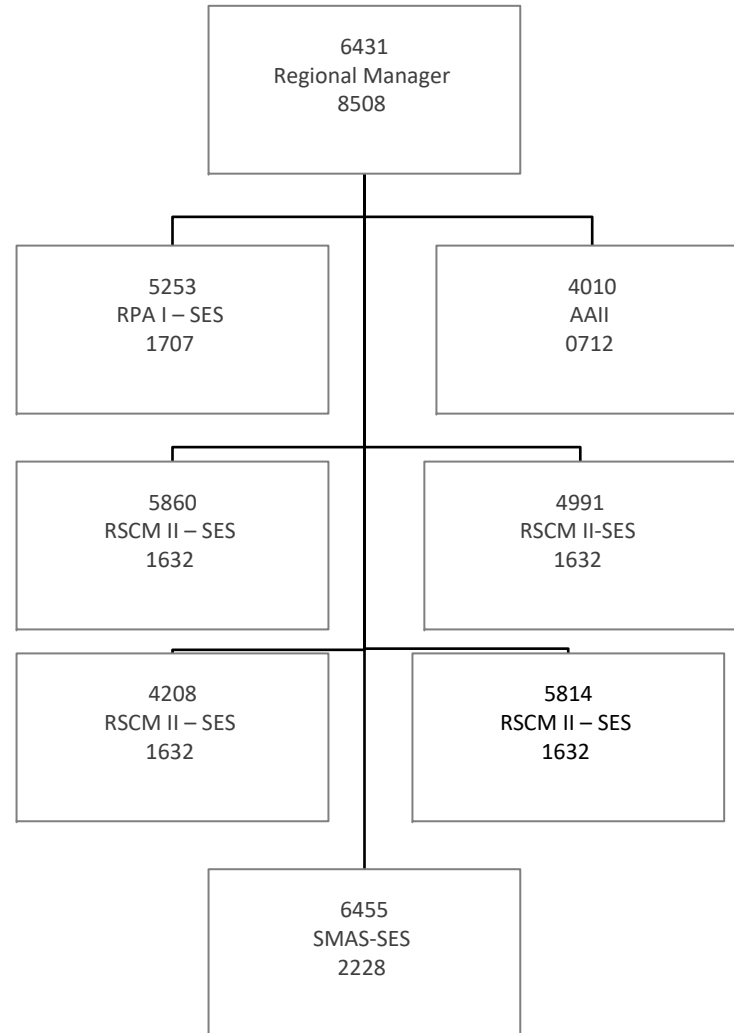 6431
Regional Manager
8508
5253
RPA I – SES
1707
4010
AAII
0712
5860
RSCM II – SES
1632
4991
RSCM II-SES
1632
4208
RSCM II – SES
1632
5814
RSCM II – SES
1632
6455
SMAS-SES
2228